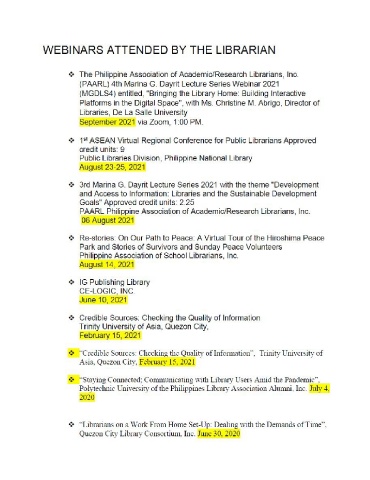 WEBINARS ATTENDED BY THE LIBRARIAN
❖ The Philippine Association of Academic/Research Librarians, Inc.
(PAARL) 4th Marina G. Dayrit Lecture Series Webinar 2021
(MGDLS4) entitled, "Bringing the Library Home: Building Interactive
Platforms in the Digital Space", with Ms. Christine M. Abrigo, Director of
Libraries, De La Salle University
September 2021 via Zoom, 1:00 PM.
❖ 1st ASEAN Virtual Regional Conference for Public Librarians Approved
credit units: 9
Public Libraries Division, Philippine National Library
August 23-25, 2021
❖ 3rd Marina G. Dayrit Lecture Series 2021 with the theme "Development
and Access to Information: Libraries and the Sustainable Development
Goals" Approved credit units: 2.25
PAARL Philippine Association of Academic/Research Librarians, Inc.
06 August 2021
❖ Re-stories: On Our Path to Peace: A Virtual Tour of the Hiroshima Peace
Park and Stories of Survivors and Sunday Peace Volunteers
Philippine Association of School Librarians, Inc.
August 14, 2021
❖ IG Publishing Library
CE-LOGIC, INC.
June 10, 2021
❖ Credible Sources: Checking the Quality of Information
Trinity University of Asia, Quezon City,
February 15, 2021
❖ "Credible Sources: Checking the Quality of Information", Trinity University of
Asia, Quezon City, February 15, 2021
❖ "Staying Connected: Communicating with Library Users Amid the Pandemic",
Polytechnic University of the Philippines Library Association Alumni. Inc. July 4,
2020
❖ "Librarians on a Work From Home Set-Up: Dealing with the Demands of Time",
Quezon City Library Consortium, Inc. June 30, 2020